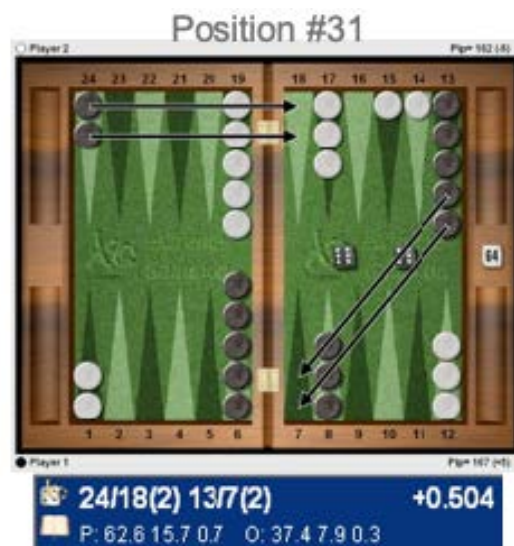 Position #31
Player 2
Pip= 162 (-5)
24 23 22 21 20 19 18 17 16 15 14 13
64
1 2 3 4 5 6 7 8 9 10 11 12
Player 1
Pip= 167 (+5)
24/18(2) 13/7(2) +0.504
P: 62.6 15.7 0.7 O: 37.4 7.9 0.3